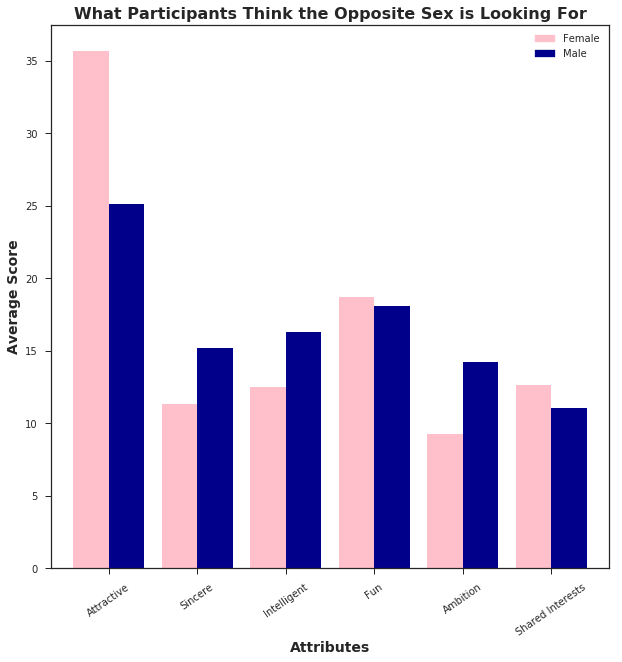 What Participants Think the Opposite Sex is Looking For
Female
Male
Average Score
35
30
25
20
15
10
5
0
Attractive
Sincere
Intelligent
Fun
Ambition
Shared Interests
Attributes